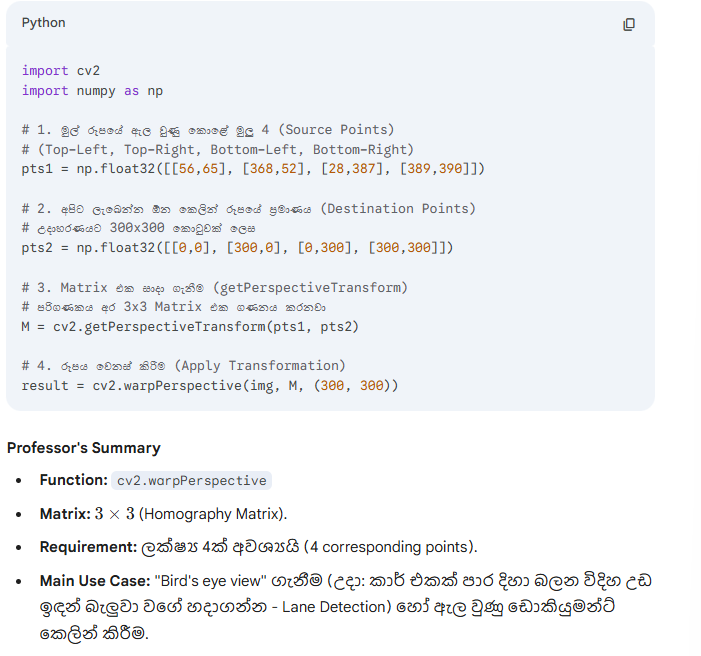 Python
import cv2
import numpy as np
# 1. මුල් රූපයේ ඇල වුණු කොළේ මුලු 4 (Source Points)
# (Top-Left, Top-Right, Bottom-Left, Bottom-Right)
pts1 = np.float32([[56,65], [368,52], [28,387], [389,390]])
# 2. අපිට ලැබෙන්න ඕන කෙලින් රූපයේ ප්‍රමාණය (Destination Points)
# උදාහරණයට 300x300 කොටුවක් ලෙස
pts2 = np.float32([[0,0], [300,0], [0,300], [300,300]])
# 3. Matrix එක සාදා ගැනීම (getPerspectiveTransform)
# පරිගණකය අර 3x3 Matrix එක ගණනය කරනවා
M = cv2.getPerspectiveTransform(pts1, pts2)
# 4. රූපය වෙනස් කිරීම (Apply Transformation)
result = cv2.warpPerspective(img, M, (300, 300))
Professor's Summary
• Function: cv2.warpPerspective
• Matrix: 3 × 3 (Homography Matrix).
• Requirement: ලක්ෂ්‍ය 4ක් අවශ්‍යයි (4 corresponding points).
• Main Use Case: "Bird's eye view" ගැනීම (උදා: කාර් එකක් පාර දිහා බලන විදිහ උඩ
ඉඳන් බැලුවා වගේ හදාගන්න - Lane Detection) හෝ ඇල වුණු ඩොකියුමන්ට්
කෙලින් කිරීම.